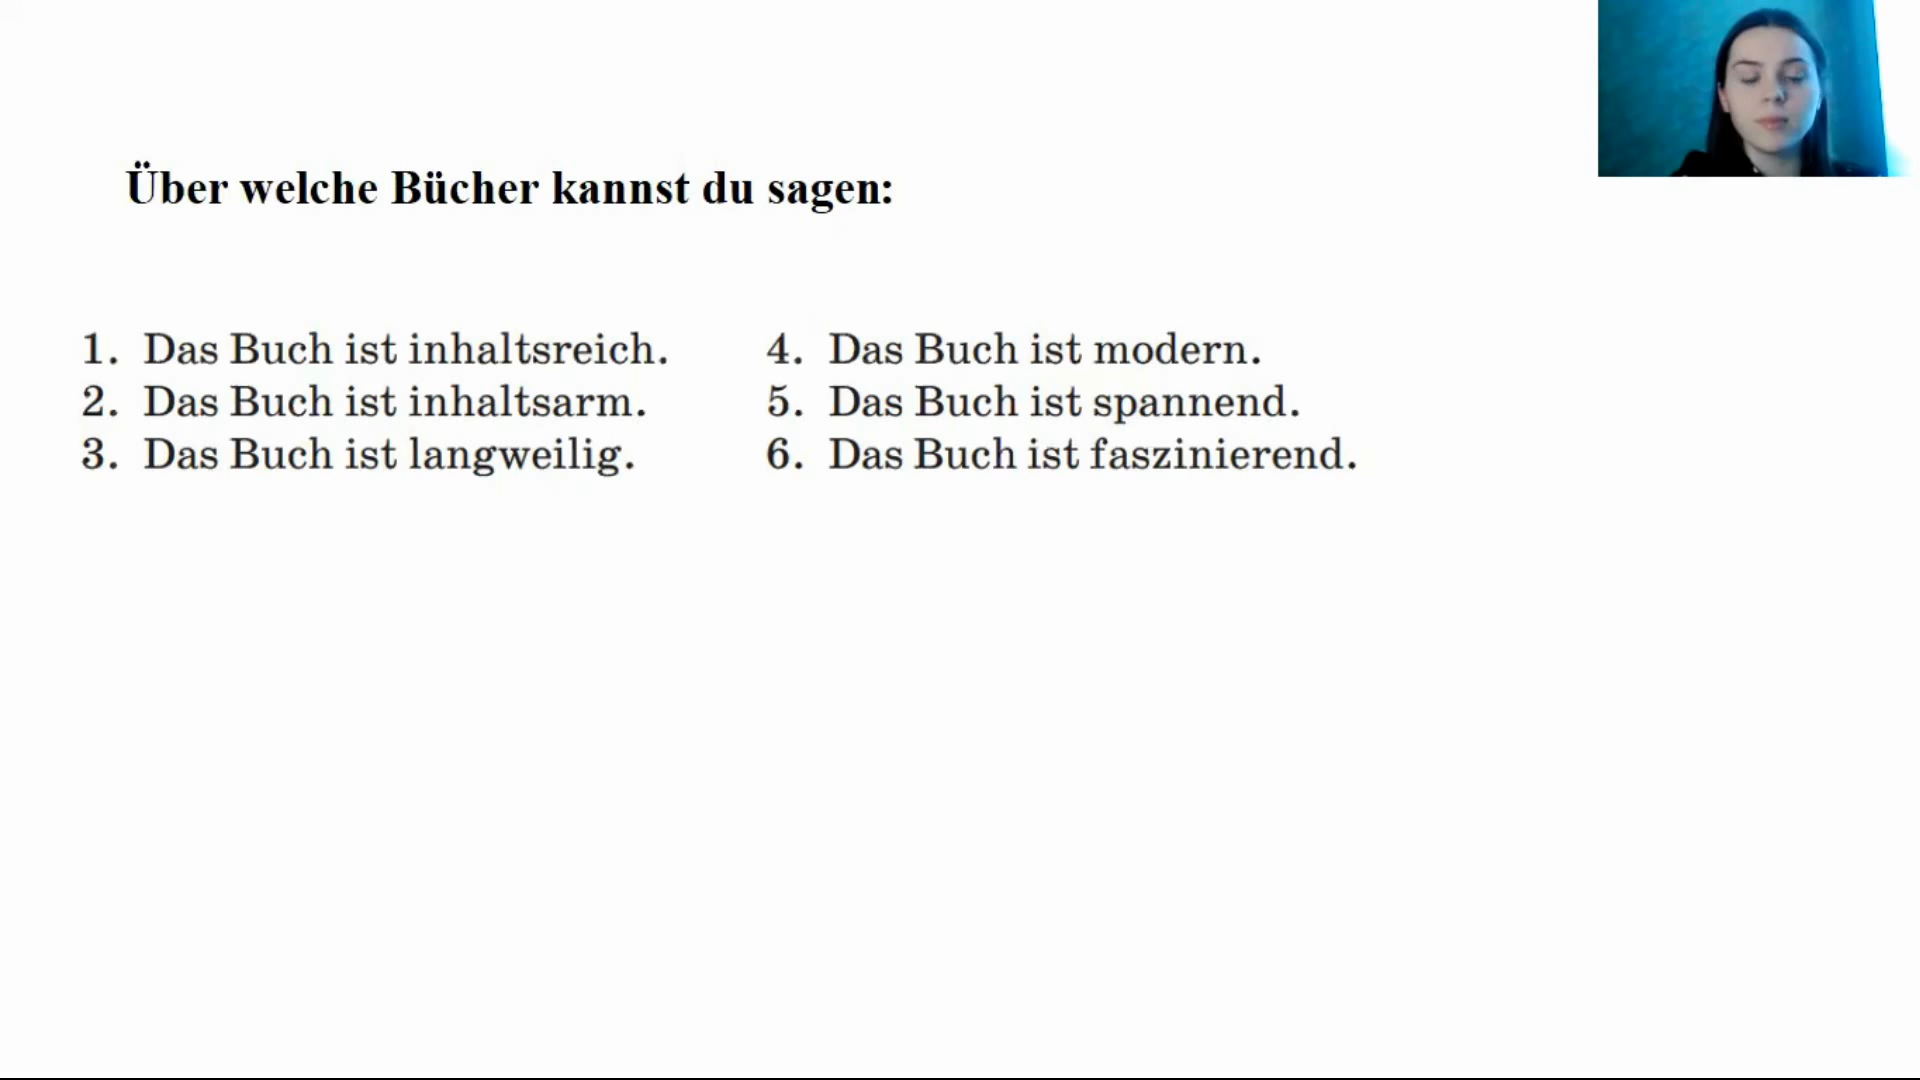 Über welche Bücher kannst du sagen:
1. Das Buch ist inhaltsreich.
2. Das Buch ist inhaltsarm.
3. Das Buch ist langweilig.
4. Das Buch ist modern.
5. Das Buch ist spannend.
6. Das Buch ist faszinierend.